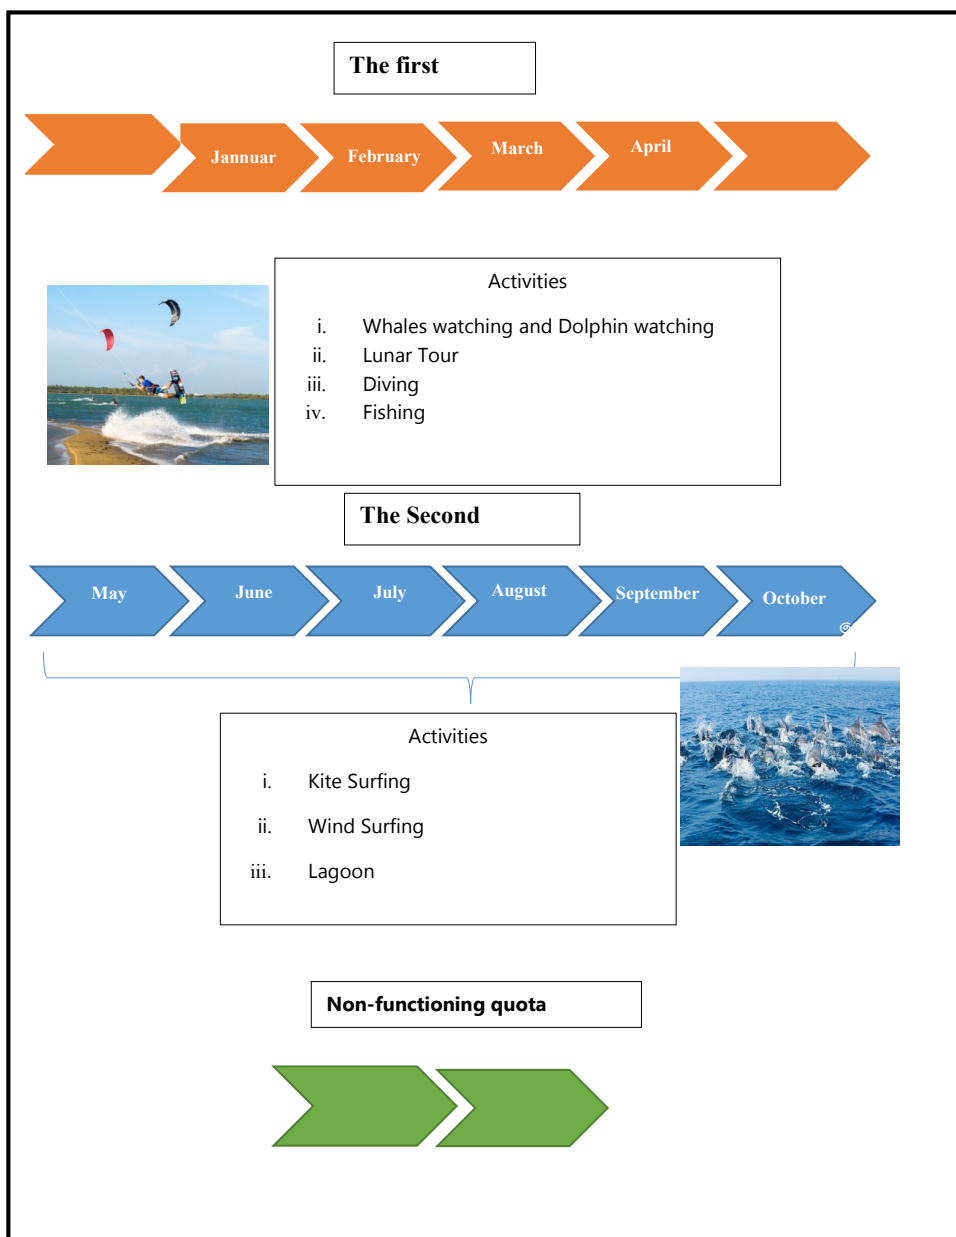 The first
Jannuar
February
March
April
Activities
i. Whales watching and Dolphin watching
ii. Lunar Tour
iii. Diving
iv. Fishing
The Second
May
June
July
August
September
October
Activities
i. Kite Surfing
ii. Wind Surfing
iii. Lagoon
Non-functioning quota